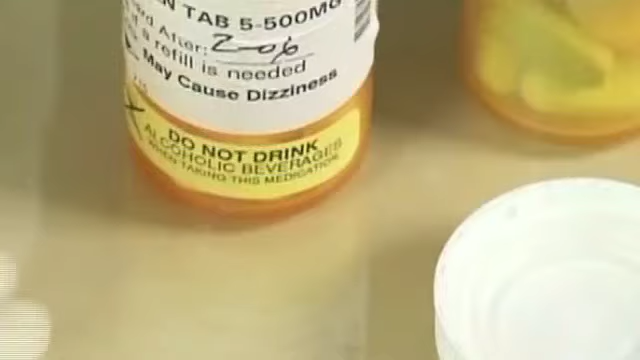 N TAB 5-500MG
rd After: 2-06
f a refill is needed
May Cause Dizziness
DO NOT DRINK
ALCOHOLIC BEVERAGES
WHEN TAKING THIS MEDICATION